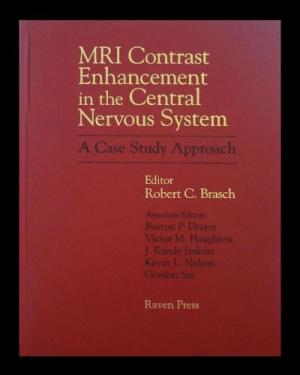 MRI Contrast
Enhancement
in the Central
Nervous System
A Case Study Approach
Editor
Robert C. Brasch
Associate Editors
Burton P. Drayer
Victor M. Haughton
J. Randy Jinkins
Kevin L. Nelson
Gordon Sze
Raven Press